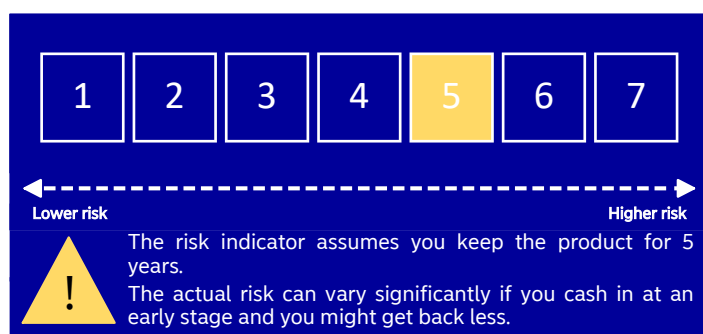 1 2 3 4 5 6 7
Lower risk Higher risk
The risk indicator assumes you keep the product for 5
years.
!
The actual risk can vary significantly if you cash in at an
early stage and you might get back less.